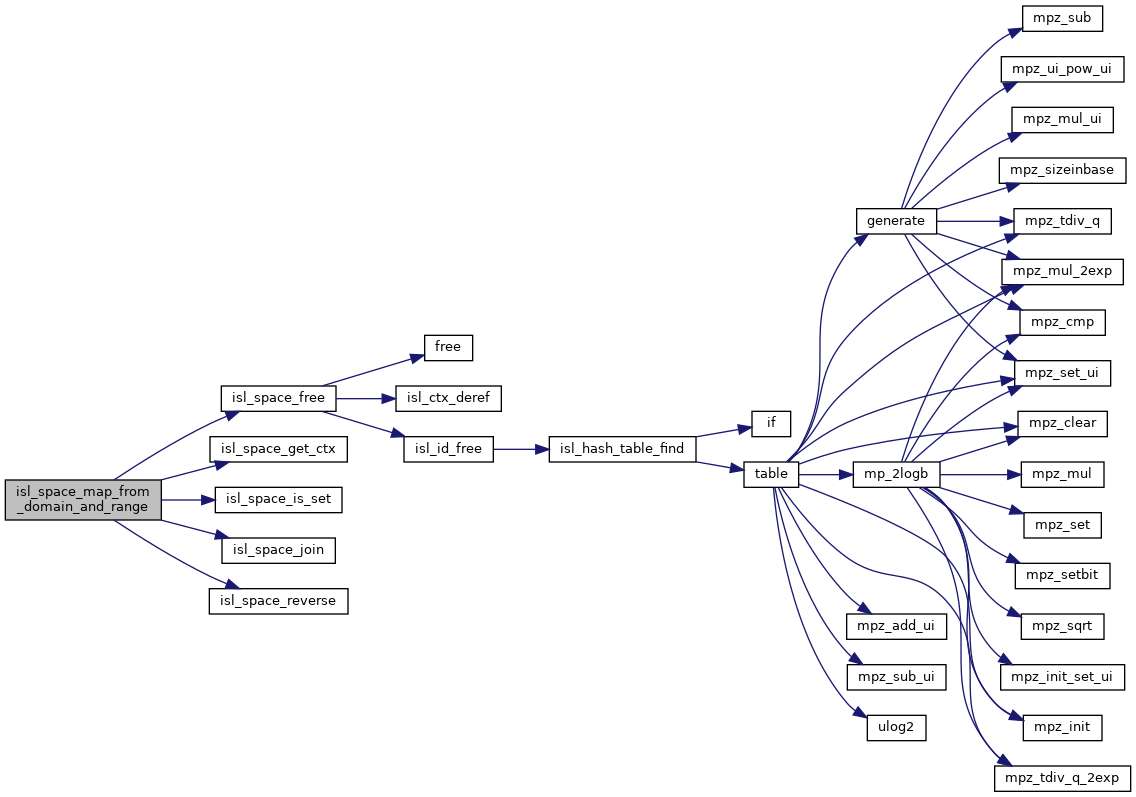 isl_space_map_from
_domain_and_range
isl_space_free
isl_space_get_ctx
isl_space_is_set
isl_space_join
isl_space_reverse
free
isl_ctx_deref
isl_id_free
isl_hash_table_find
if
table
generate
mp_2logb
mpz_add_ui
mpz_sub_ui
ulog2
mpz_sub
mpz_ui_pow_ui
mpz_mul_ui
mpz_sizeinbase
mpz_tdiv_q
mpz_mul_2exp
mpz_cmp
mpz_set_ui
mpz_clear
mpz_mul
mpz_set
mpz_setbit
mpz_sqrt
mpz_init_set_ui
mpz_init
mpz_tdiv_q_2exp